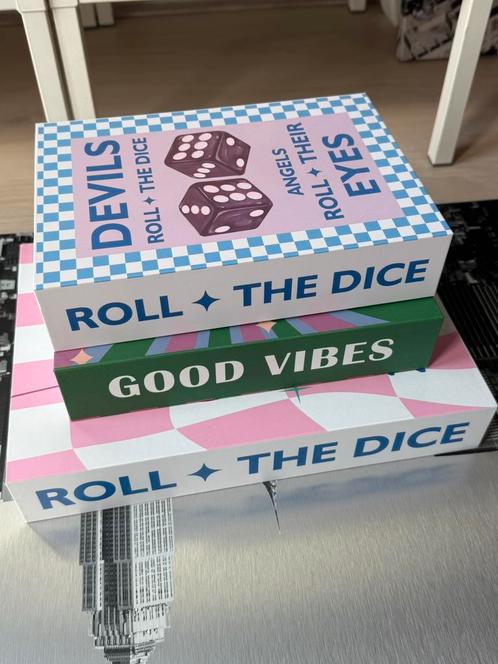 DEVILS
ROLL THE DICE
ANGELS
ROLL THEIR
EYES
ROLL THE DICE
GOOD VIBES
ROLL THE DICE